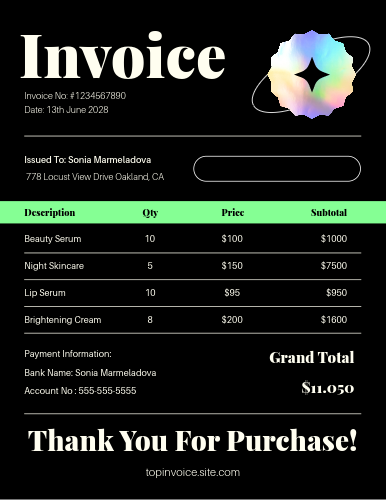 Invoice
Invoice No: #1234567890
Date: 13th June 2028
Issued To: Sonia Marmeladova
778 Locust View Drive Oakland, CA
Description Qty Price Subtotal
Beauty Serum 10 $100 $1000
Night Skincare 5 $150 $7500
Lip Serum 10 $95 $950
Brightening Cream 8 $200 $1600
Payment Information:
Grand Total
Bank Name: Sonia Marmeladova
$11.050
Account No : 555-555-5555
Thank You For Purchase!
topinvoice.site.com